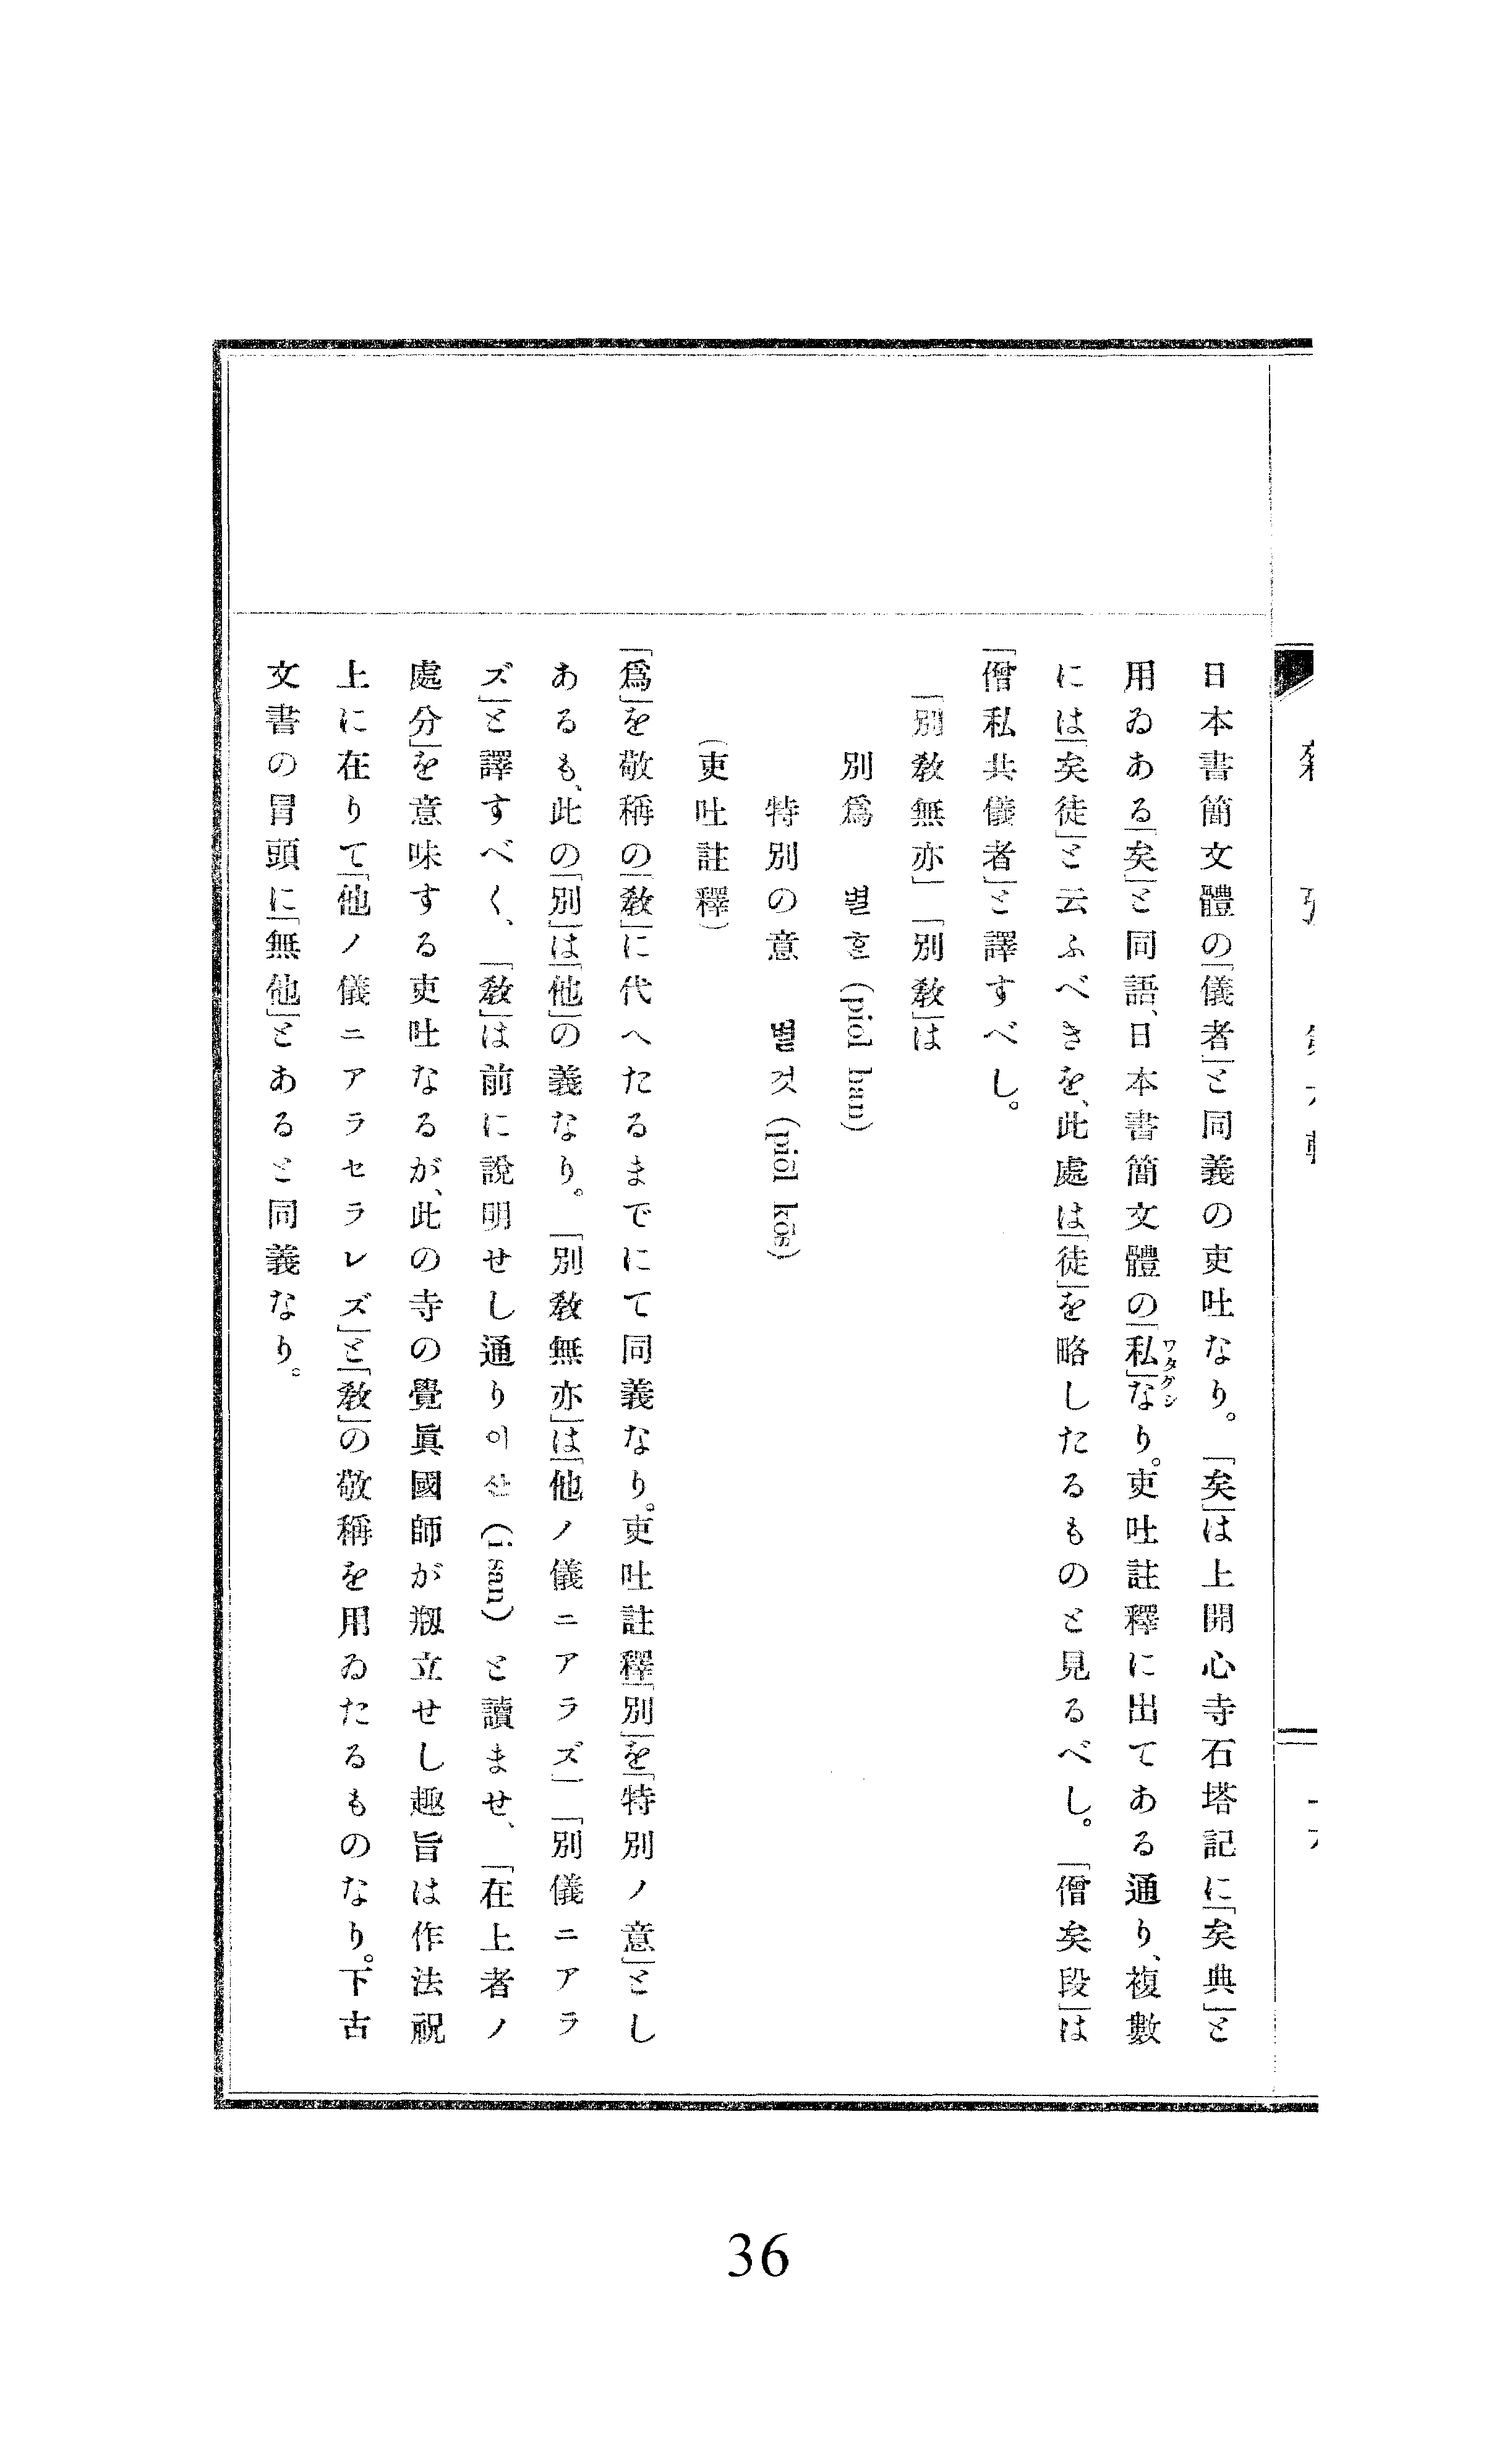 日本書簡文體の「儀者」と同義の吏吐なり。「矣」は上開心寺石塔記に「矣典」と
用ゐある「矣」と同語、日本書簡文體の「私」なり。吏吐註釋に出てある通り、複數
ワタクシ
には「矣徒」と云ふべきを、此處は「徒」を略したるものと見るべし。「僧矣段」は
「僧私共儀者」と譯すべし。
「別敎無亦」「別敎」は
別爲 별ᄒᆞᆫ (piöl hăn)
特別の意 별것 (piöl kös)
(吏吐註釋)
「爲」を敬稱の「敎」に代へたるまでにて同義なり。吏吐註釋「別」を「特別ノ意」とし
あるも、此の「別」は「他」の義なり。「別敎無亦」は「他ノ儀ニアラズ」「別儀ニアラ
ズ」と譯すべく、「敎」は前に說明せし通り이산 (i san) と讀ませ、「在上者ノ
處分」を意味する吏吐なるが、此の寺の覺眞國師が剏立せし趣旨は作法祝
上に在りて「他ノ儀ニアラセラレズ」と「敎」の敬稱を用ゐたるものなり。下古
文書の冒頭に「無他」とあると同義なり。
36